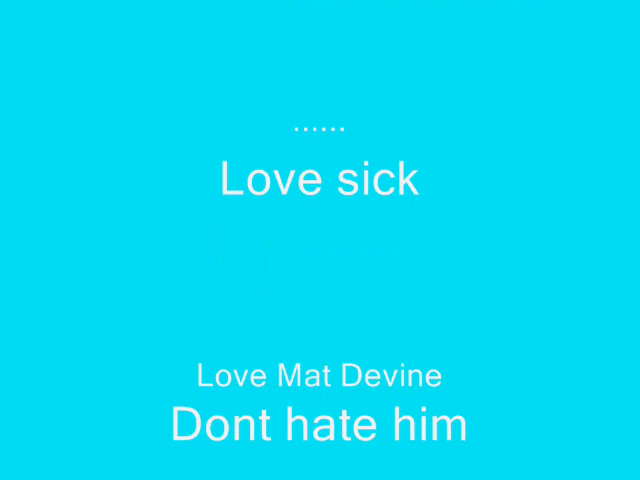 ......
Love sick
Love Mat Devine
Dont hate him